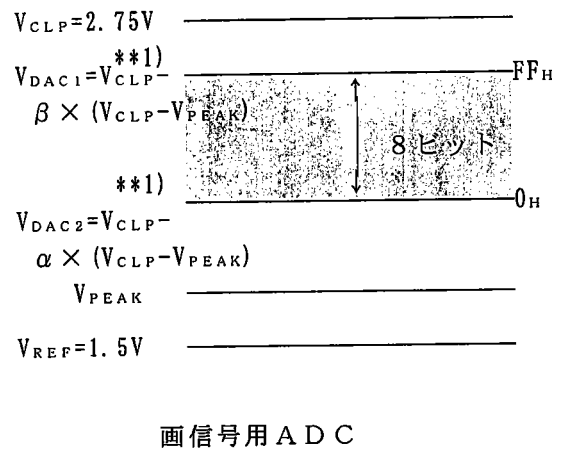 VCLP=2.75V
**1)
VDAC1=VCLP-
β×(VCLP-VPEAK)
FFH
8ビット
**1)
0H
VDAC2=VCLP-
α×(VCLP-VPEAK)
VPEAK
VREF=1.5V
画信号用ADC